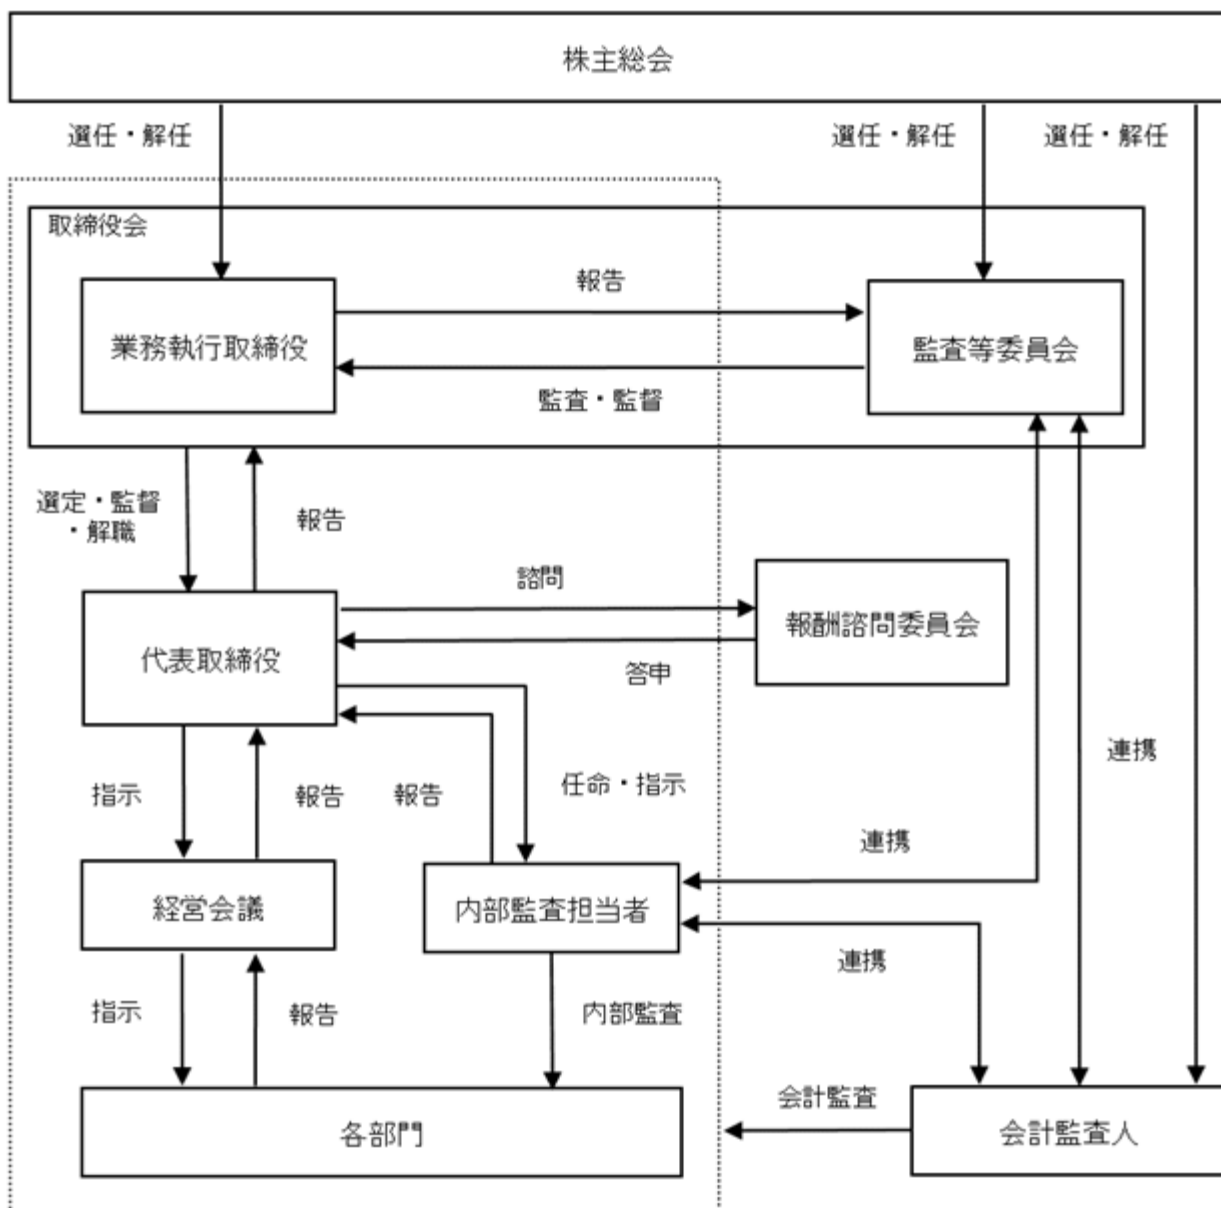 株主総会
選任・解任
選任・解任
選任・解任
取締役会
業務執行取締役
報告
監査・監督
監査等委員会
選定・監督
・解職
報告
諮問
答申
報酬諮問委員会
代表取締役
指示
報告
報告
任命・指示
連携
連携
経営会議
内部監査担当者
連携
指示
報告
内部監査
各部門
会計監査
会計監査人